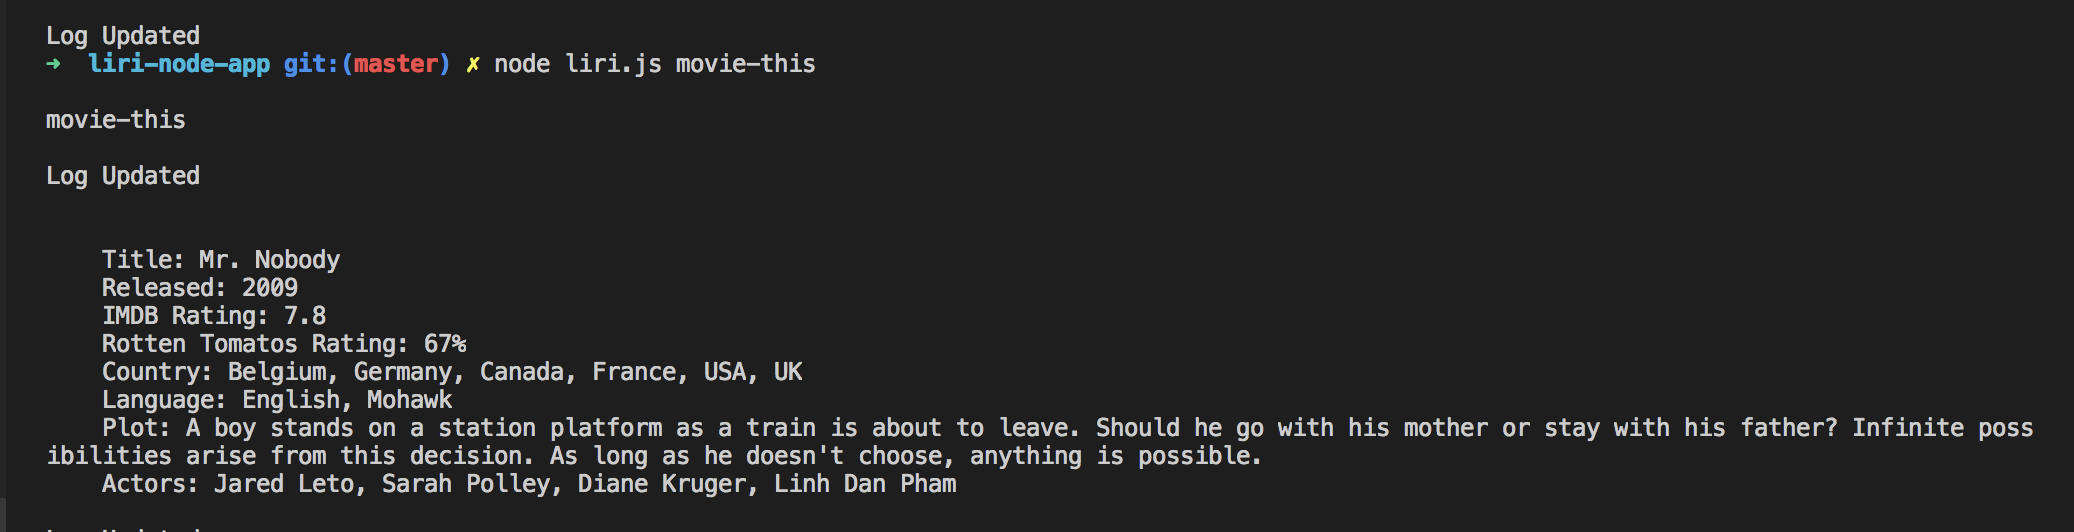 Log Updated
➜ liri-node-app git:(master) ✗ node liri.js movie-this
movie-this
Log Updated
Title: Mr. Nobody
Released: 2009
IMDB Rating: 7.8
Rotten Tomatos Rating: 67%
Country: Belgium, Germany, Canada, France, USA, UK
Language: English, Mohawk
Plot: A boy stands on a station platform as a train is about to leave. Should he go with his mother or stay with his father? Infinite poss
ibilities arise from this decision. As long as he doesn't choose, anything is possible.
Actors: Jared Leto, Sarah Polley, Diane Kruger, Linh Dan Pham